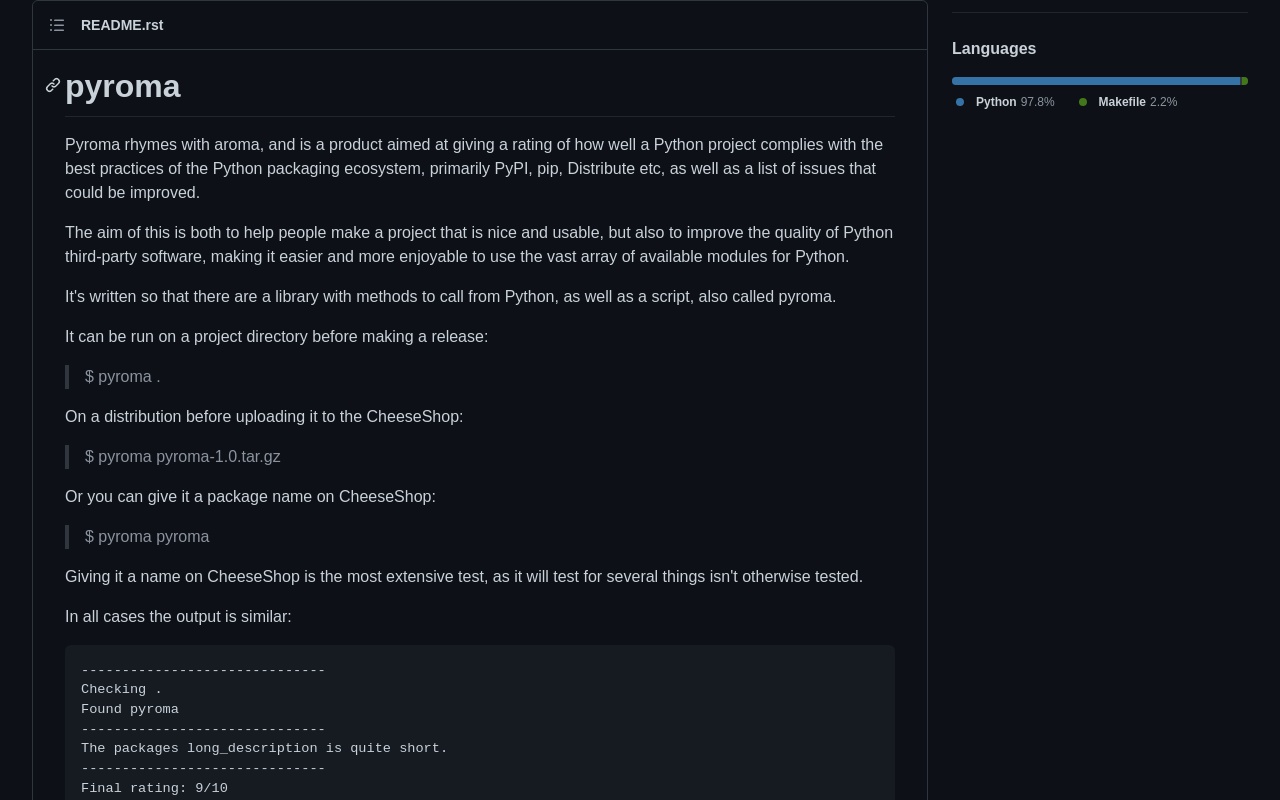 README.rst
pyroma
Pyroma rhymes with aroma, and is a product aimed at giving a rating of how well a Python project complies with the
best practices of the Python packaging ecosystem, primarily PyPI, pip, Distribute etc, as well as a list of issues that
could be improved.
The aim of this is both to help people make a project that is nice and usable, but also to improve the quality of Python
third-party software, making it easier and more enjoyable to use the vast array of available modules for Python.
It's written so that there are a library with methods to call from Python, as well as a script, also called pyroma.
It can be run on a project directory before making a release:
$ pyroma .
On a distribution before uploading it to the CheeseShop:
$ pyroma pyroma-1.0.tar.gz
Or you can give it a package name on CheeseShop:
$ pyroma pyroma
Giving it a name on CheeseShop is the most extensive test, as it will test for several things isn't otherwise tested.
In all cases the output is similar:
------------------------------
Checking .
Found pyroma
------------------------------
The packages long_description is quite short.
------------------------------
Final rating: 9/10
Languages
Python 97.8% Makefile 2.2%